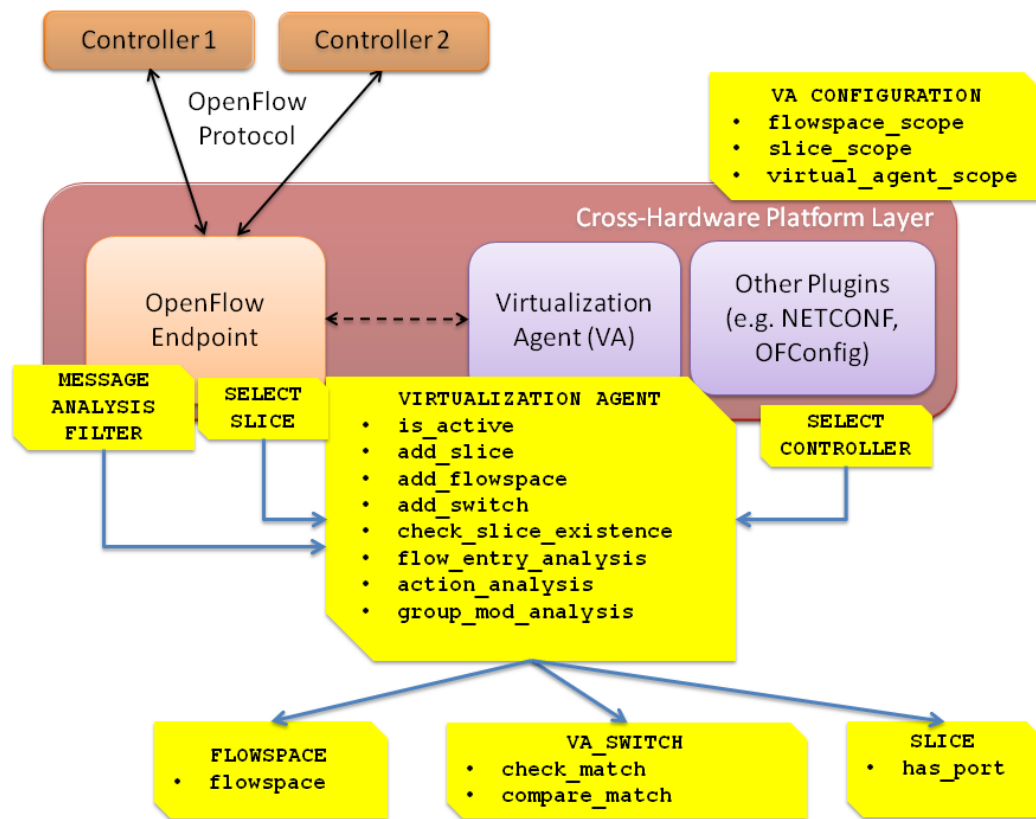 Controller 1
Controller 2
OpenFlow
Protocol
VA CONFIGURATION
• flowspace_scope
• slice_scope
• virtual_agent_scope
Cross-Hardware Platform Layer
OpenFlow
Endpoint
Virtualization
Agent (VA)
Other Plugins
(e.g. NETCONF,
OFConfig)
MESSAGE
ANALYSIS
FILTER
SELECT
SLICE
VIRTUALIZATION AGENT
• is_active
• add_slice
• add_flowspace
• add_switch
• check_slice_existence
• flow_entry_analysis
• action_analysis
• group_mod_analysis
SELECT
CONTROLLER
FLOWSPACE
• flowspace
VA_SWITCH
• check_match
• compare_match
SLICE
• has_port